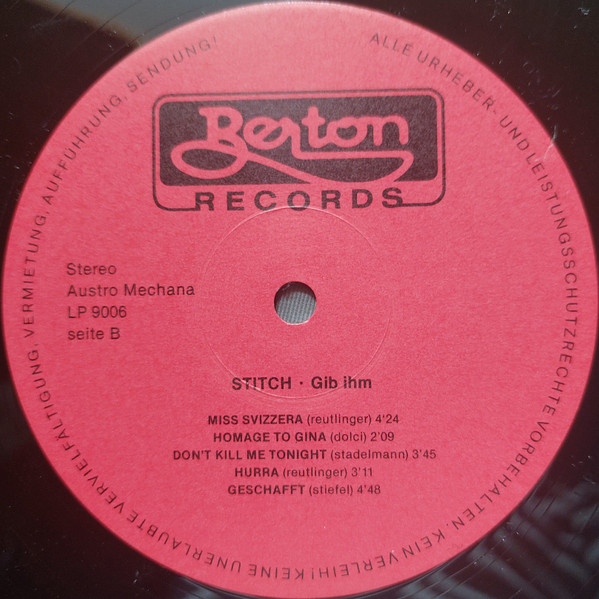 ALLE URHEBER- UND LEISTUNGSSCHUTZRECHTE VORBEHALTEN. KEIN VERLEIH! KEINE UNERLAUBTE VERVIELFÄLTIGUNG, VERMIETUNG, AUFFÜHRUNG, SENDUNG!
Berton
RECORDS
Stereo
Austro Mechana
LP 9006
seite B
STITCH · Gib ihm
MISS SVIZZERA (reutlinger) 4'24
HOMAGE TO GINA (dolci) 2'09
DON'T KILL ME TONIGHT (stadelmann) 3'45
HURRA (reutlinger) 3'11
GESCHAFFT (stiefel) 4'48